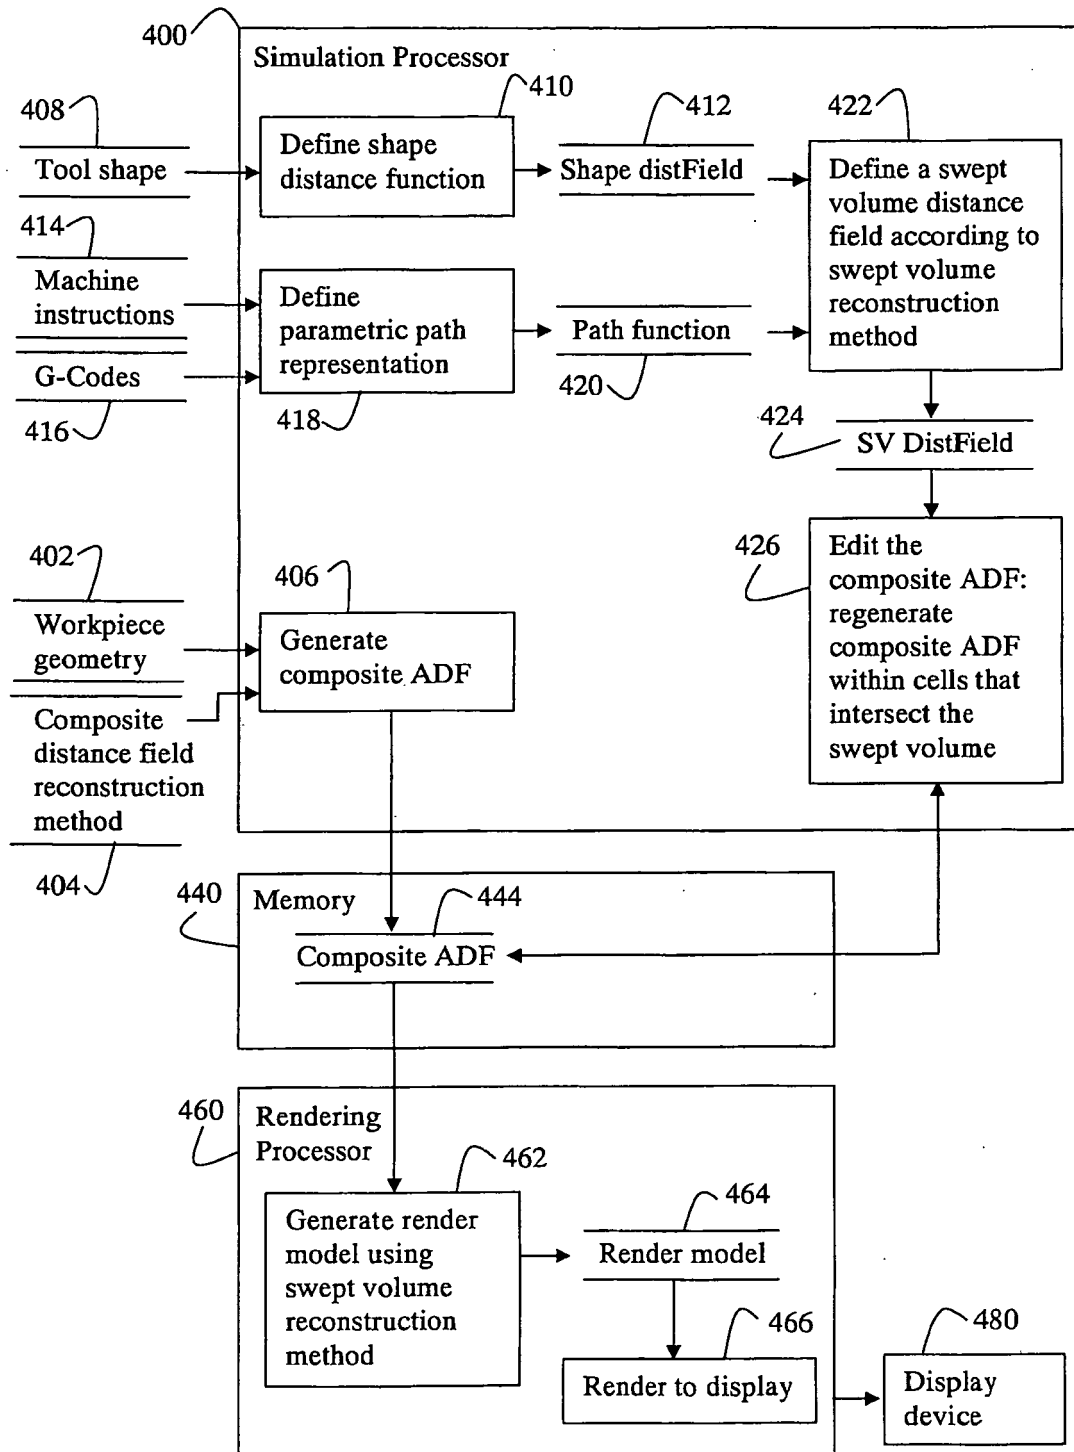 400
Simulation Processor
408
Tool shape
410
Define shape
distance function
412
Shape distField
422
Define a swept
volume distance
field according to
swept volume
reconstruction
method
414
Machine
instructions
G-Codes
416
Define
parametric path
representation
418
Path function
420
424
SV DistField
402
Workpiece
geometry
Composite
distance field
reconstruction
method
404
406
Generate
composite ADF
426
Edit the
composite ADF:
regenerate
composite ADF
within cells that
intersect the
swept volume
440
Memory
444
Composite ADF
460
Rendering
Processor
462
Generate render
model using
swept volume
reconstruction
method
464
Render model
466
Render to display
480
Display
device